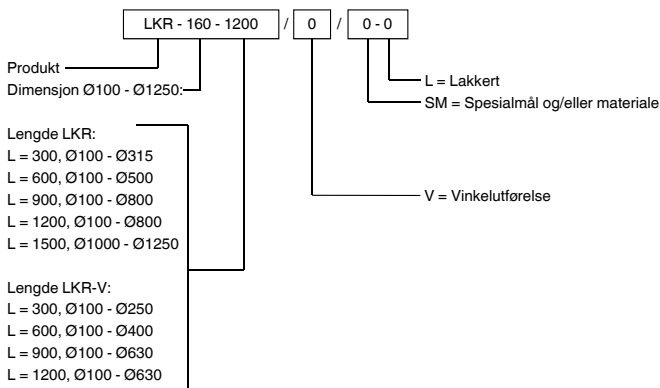 LKR - 160 - 1200 / 0 / 0 - 0
Produkt
Dimensjon Ø100 - Ø1250:
L = Lakkert
SM = Spesialmål og/eller materiale
Lengde LKR:
L = 300, Ø100 - Ø315
L = 600, Ø100 - Ø500
L = 900, Ø100 - Ø800
L = 1200, Ø100 - Ø800
L = 1500, Ø1000 - Ø1250
V = Vinkelutførelse
Lengde LKR-V:
L = 300, Ø100 - Ø250
L = 600, Ø100 - Ø400
L = 900, Ø100 - Ø630
L = 1200, Ø100 - Ø630